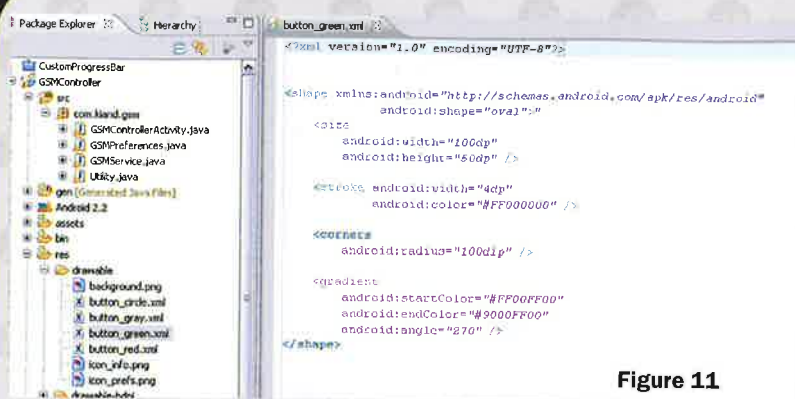 Package Explorer
Hierarchy
CustomProgressBar
GSMController
src
com.kland.gsm
GSMControllerActivity.java
GSMPreferences.java
GSMService.java
Utility.java
gen [Generated Java Files]
Android 2.2
assets
bin
res
drawable
background.png
button_circle.xml
button_gray.xml
button_green.xml
button_red.xml
icon_info.png
icon_prefs.png
drawable-hdpi
button_green.xml
<?xml version="1.0" encoding="UTF-8"?>
<shape xmlns:android="http://schemas.android.com/apk/res/android"
android:shape="oval">"
<size
android:width="100dp"
android:height="50dp" />
<stroke android:width="4dp"
android:color="#FF000000" />
<corners
android:radius="100dip" />
<gradient
android:startColor="#FF00FF00"
android:endColor="#9000FF00"
android:angle="270" />
</shape>
Figure 11